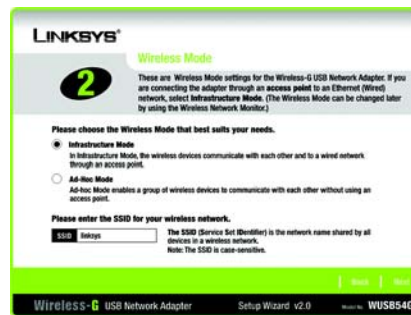 LINKSYS®
Wireless Mode
2
These are Wireless Mode settings for the Wireless-G USB Network Adapter. If you
are connecting the adapter through an access point to an Ethernet (Wired)
network, select Infrastructure Mode. (The Wireless Mode can be changed later
by using the Wireless Network Monitor.)
Please choose the Wireless Mode that best suits your needs.
Infrastructure Mode
In Infrastructure Mode, the wireless devices communicate with each other and to a wired network
through an access point.
Ad-Hoc Mode
Ad-hoc Mode enables a group of wireless devices to communicate with each other without using an
access point.
Please enter the SSID for your wireless network.
SSID linksys
The SSID (Service Set IDentifier) is the network name shared by all
devices in a wireless network.
Note: The SSID is case-sensitive.
Back Next
Wireless-G USB Network Adapter Setup Wizard v2.0 Model No. WUSB54G